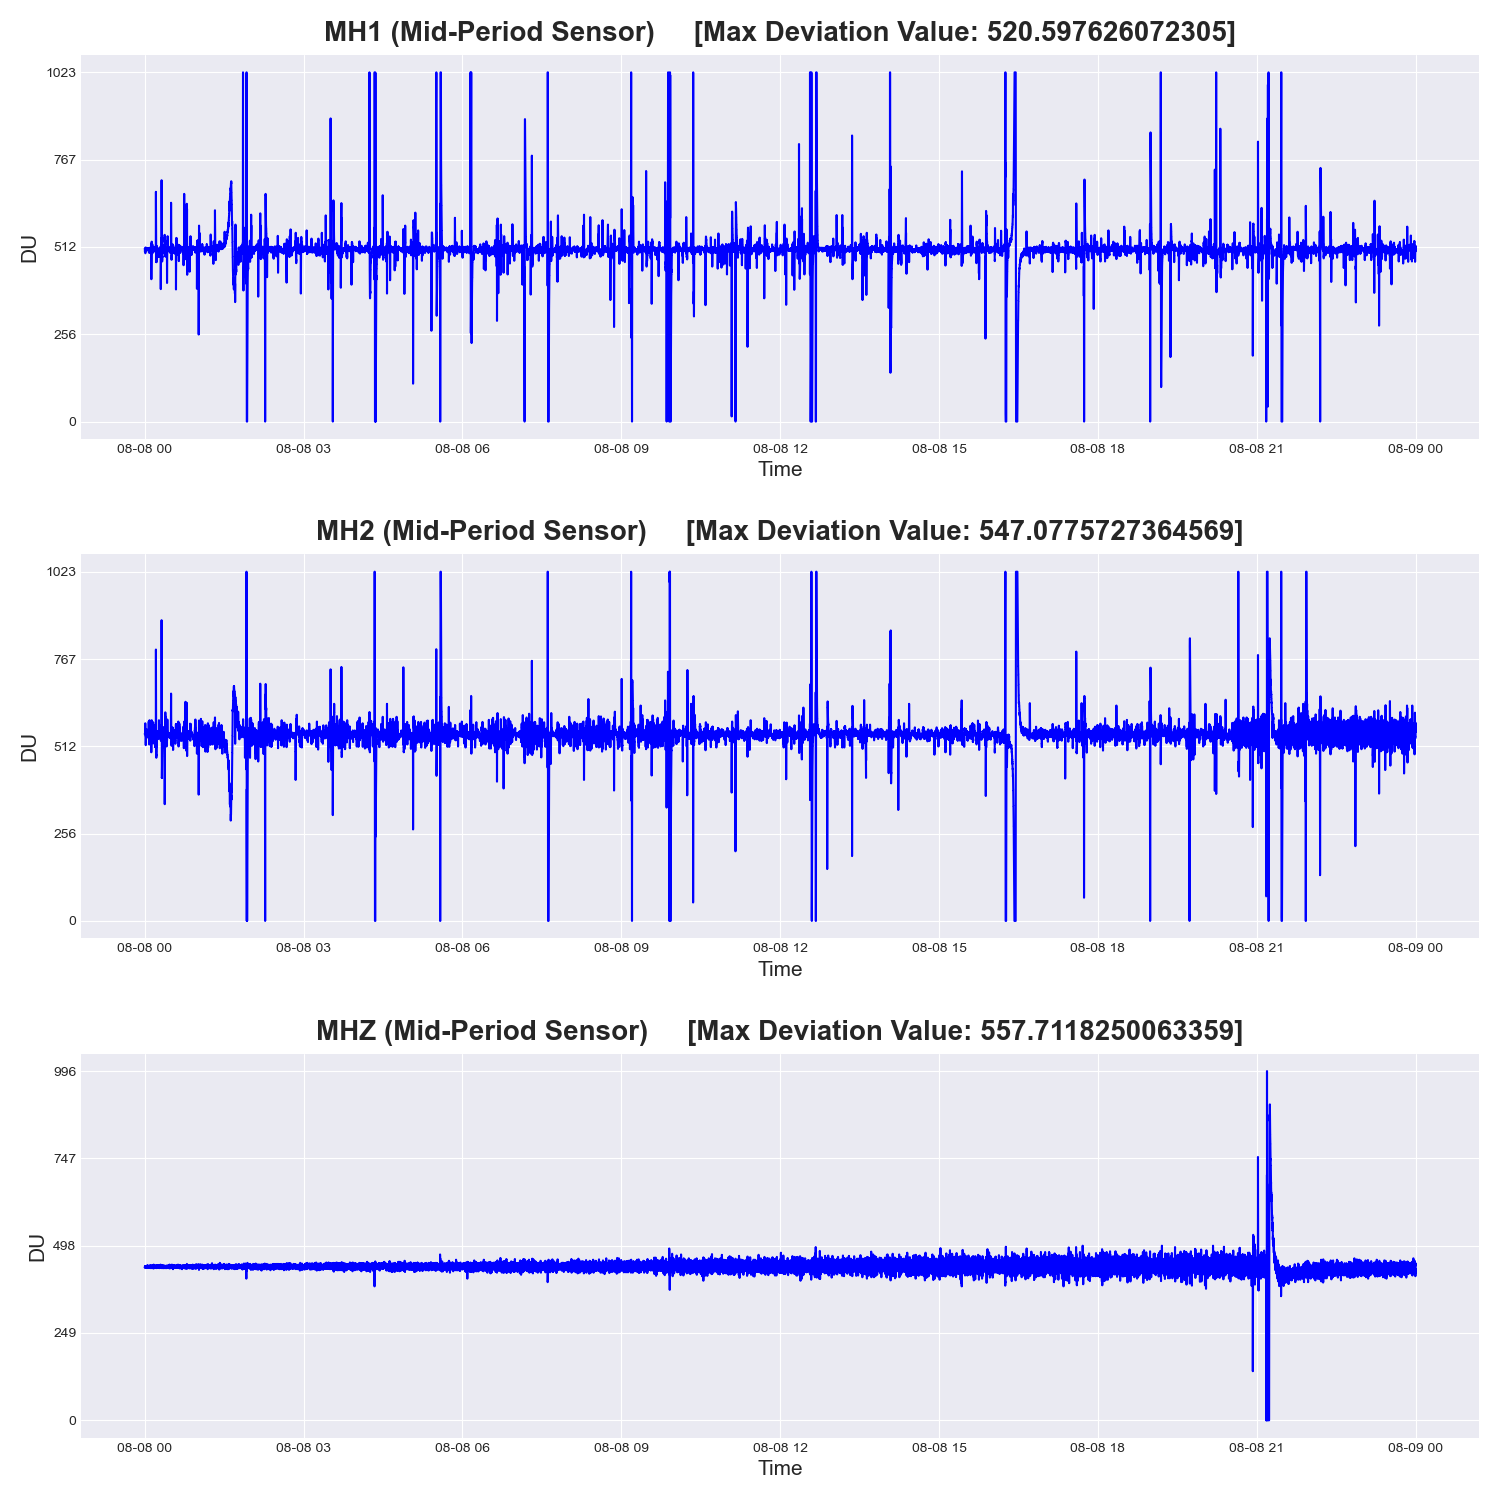 MH1 (Mid-Period Sensor) [Max Deviation Value: 520.597626072305]
1023
767
512
256
0
DU
08-08 00 08-08 03 08-08 06 08-08 09 08-08 12 08-08 15 08-08 18 08-08 21 08-09 00
Time
MH2 (Mid-Period Sensor) [Max Deviation Value: 547.0775727364569]
1023
767
512
256
0
DU
08-08 00 08-08 03 08-08 06 08-08 09 08-08 12 08-08 15 08-08 18 08-08 21 08-09 00
Time
MHZ (Mid-Period Sensor) [Max Deviation Value: 557.7118250063359]
996
747
498
249
0
DU
08-08 00 08-08 03 08-08 06 08-08 09 08-08 12 08-08 15 08-08 18 08-08 21 08-09 00
Time